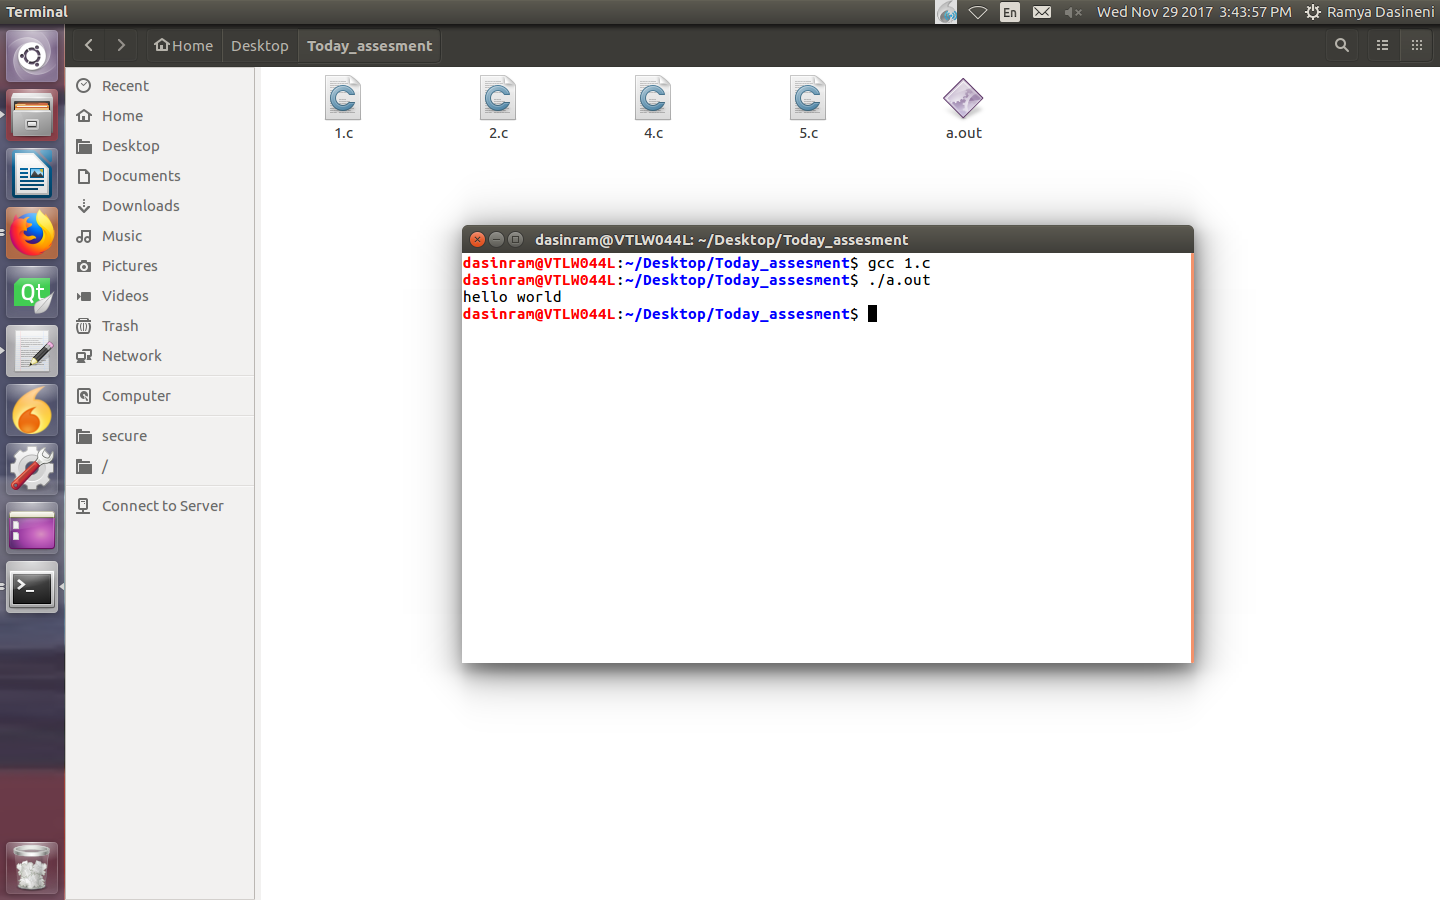 Terminal
En
Wed Nov 29 2017 3:43:57 PM
Ramya Dasineni
Home
Desktop
Today_assesment
Recent
Home
Desktop
Documents
Downloads
Music
Pictures
Videos
Trash
Network
Computer
secure
/
Connect to Server
1.c
2.c
4.c
5.c
a.out
Qt
dasinram@VTLW044L: ~/Desktop/Today_assesment
dasinram@VTLW044L:~/Desktop/Today_assesment$ gcc 1.c
dasinram@VTLW044L:~/Desktop/Today_assesment$ ./a.out
hello world
dasinram@VTLW044L:~/Desktop/Today_assesment$